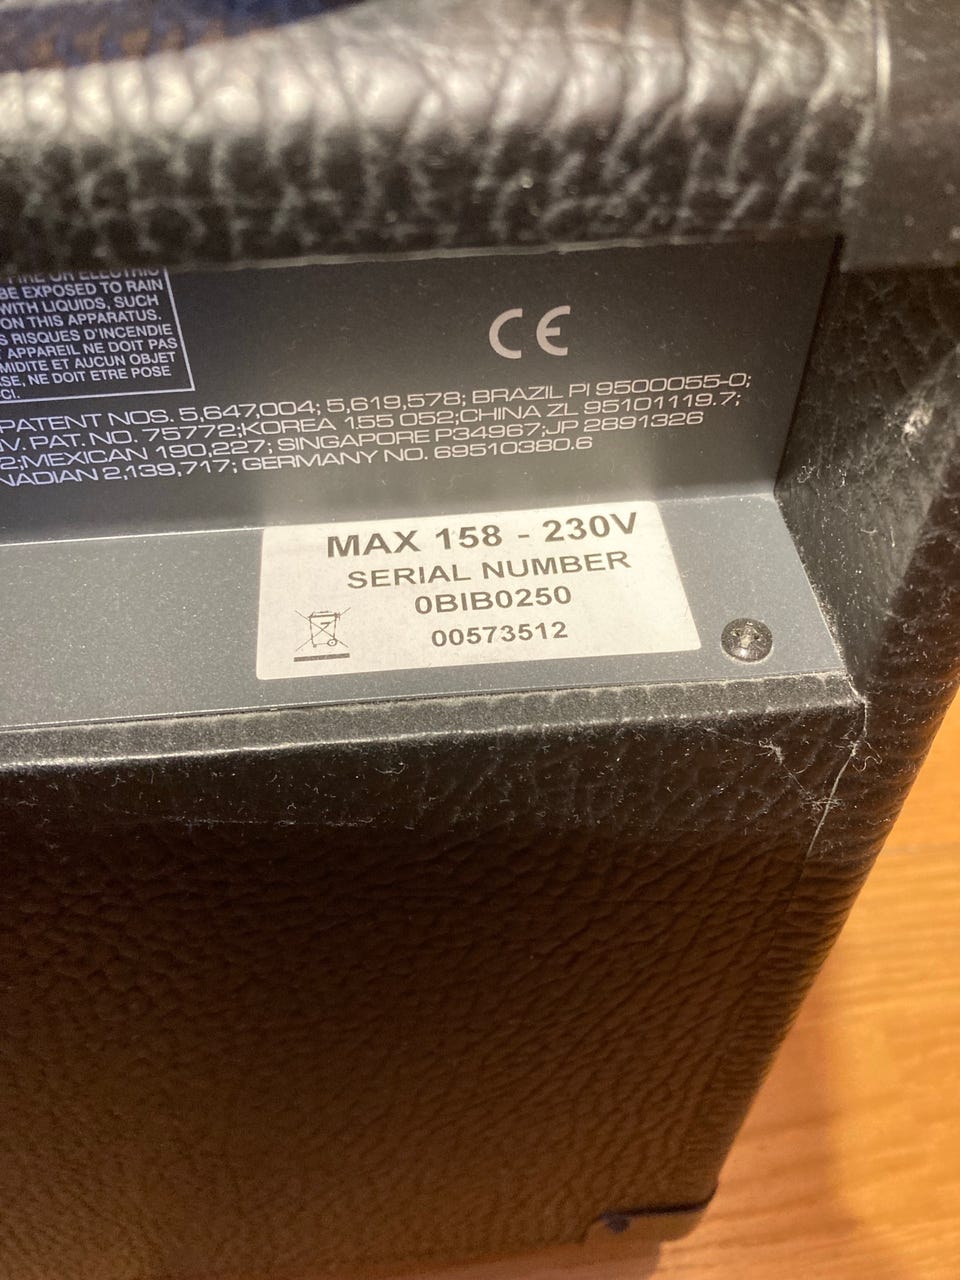 FIRE OR ELECTRIC
BE EXPOSED TO RAIN
WITH LIQUIDS, SUCH
ON THIS APPARATUS.
RISQUES D'INCENDIE
APPAREIL NE DOIT PAS
ET AUCUN OBJET
NE DOIT ETRE POSE
CE
PATENT NOS. 5,647,004; 5,619,578; BRAZIL PI 9500055-0;
PAT. NO. 75772;KOREA 155 052;CHINA ZL 95101119.7;
2;MEXICAN 190,227; SINGAPORE P34967;JP 2891326
NADIAN 2,139,717; GERMANY NO. 69510380.6
MAX 158 - 230V
SERIAL NUMBER
0BIB0250
00573512